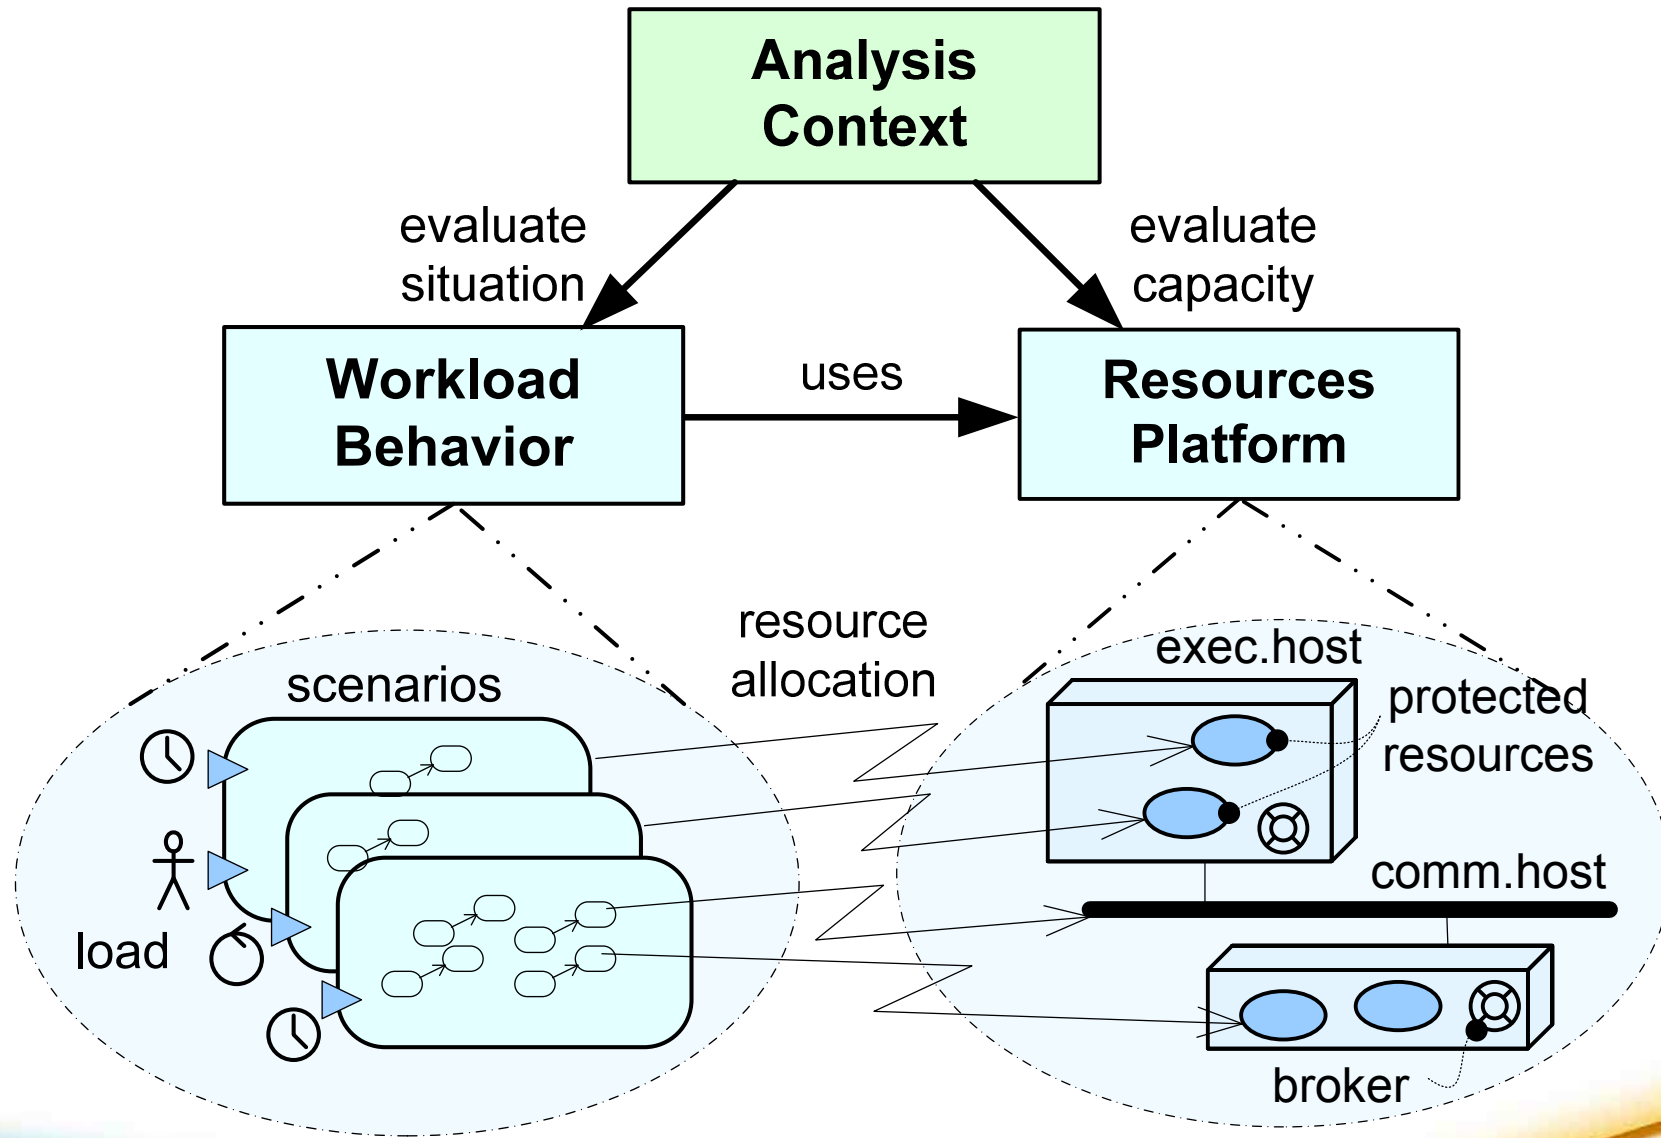 Analysis
Context
evaluate
situation
evaluate
capacity
Workload
Behavior
uses
Resources
Platform
resource
allocation
scenarios
exec.host
protected
resources
load
comm.host
broker